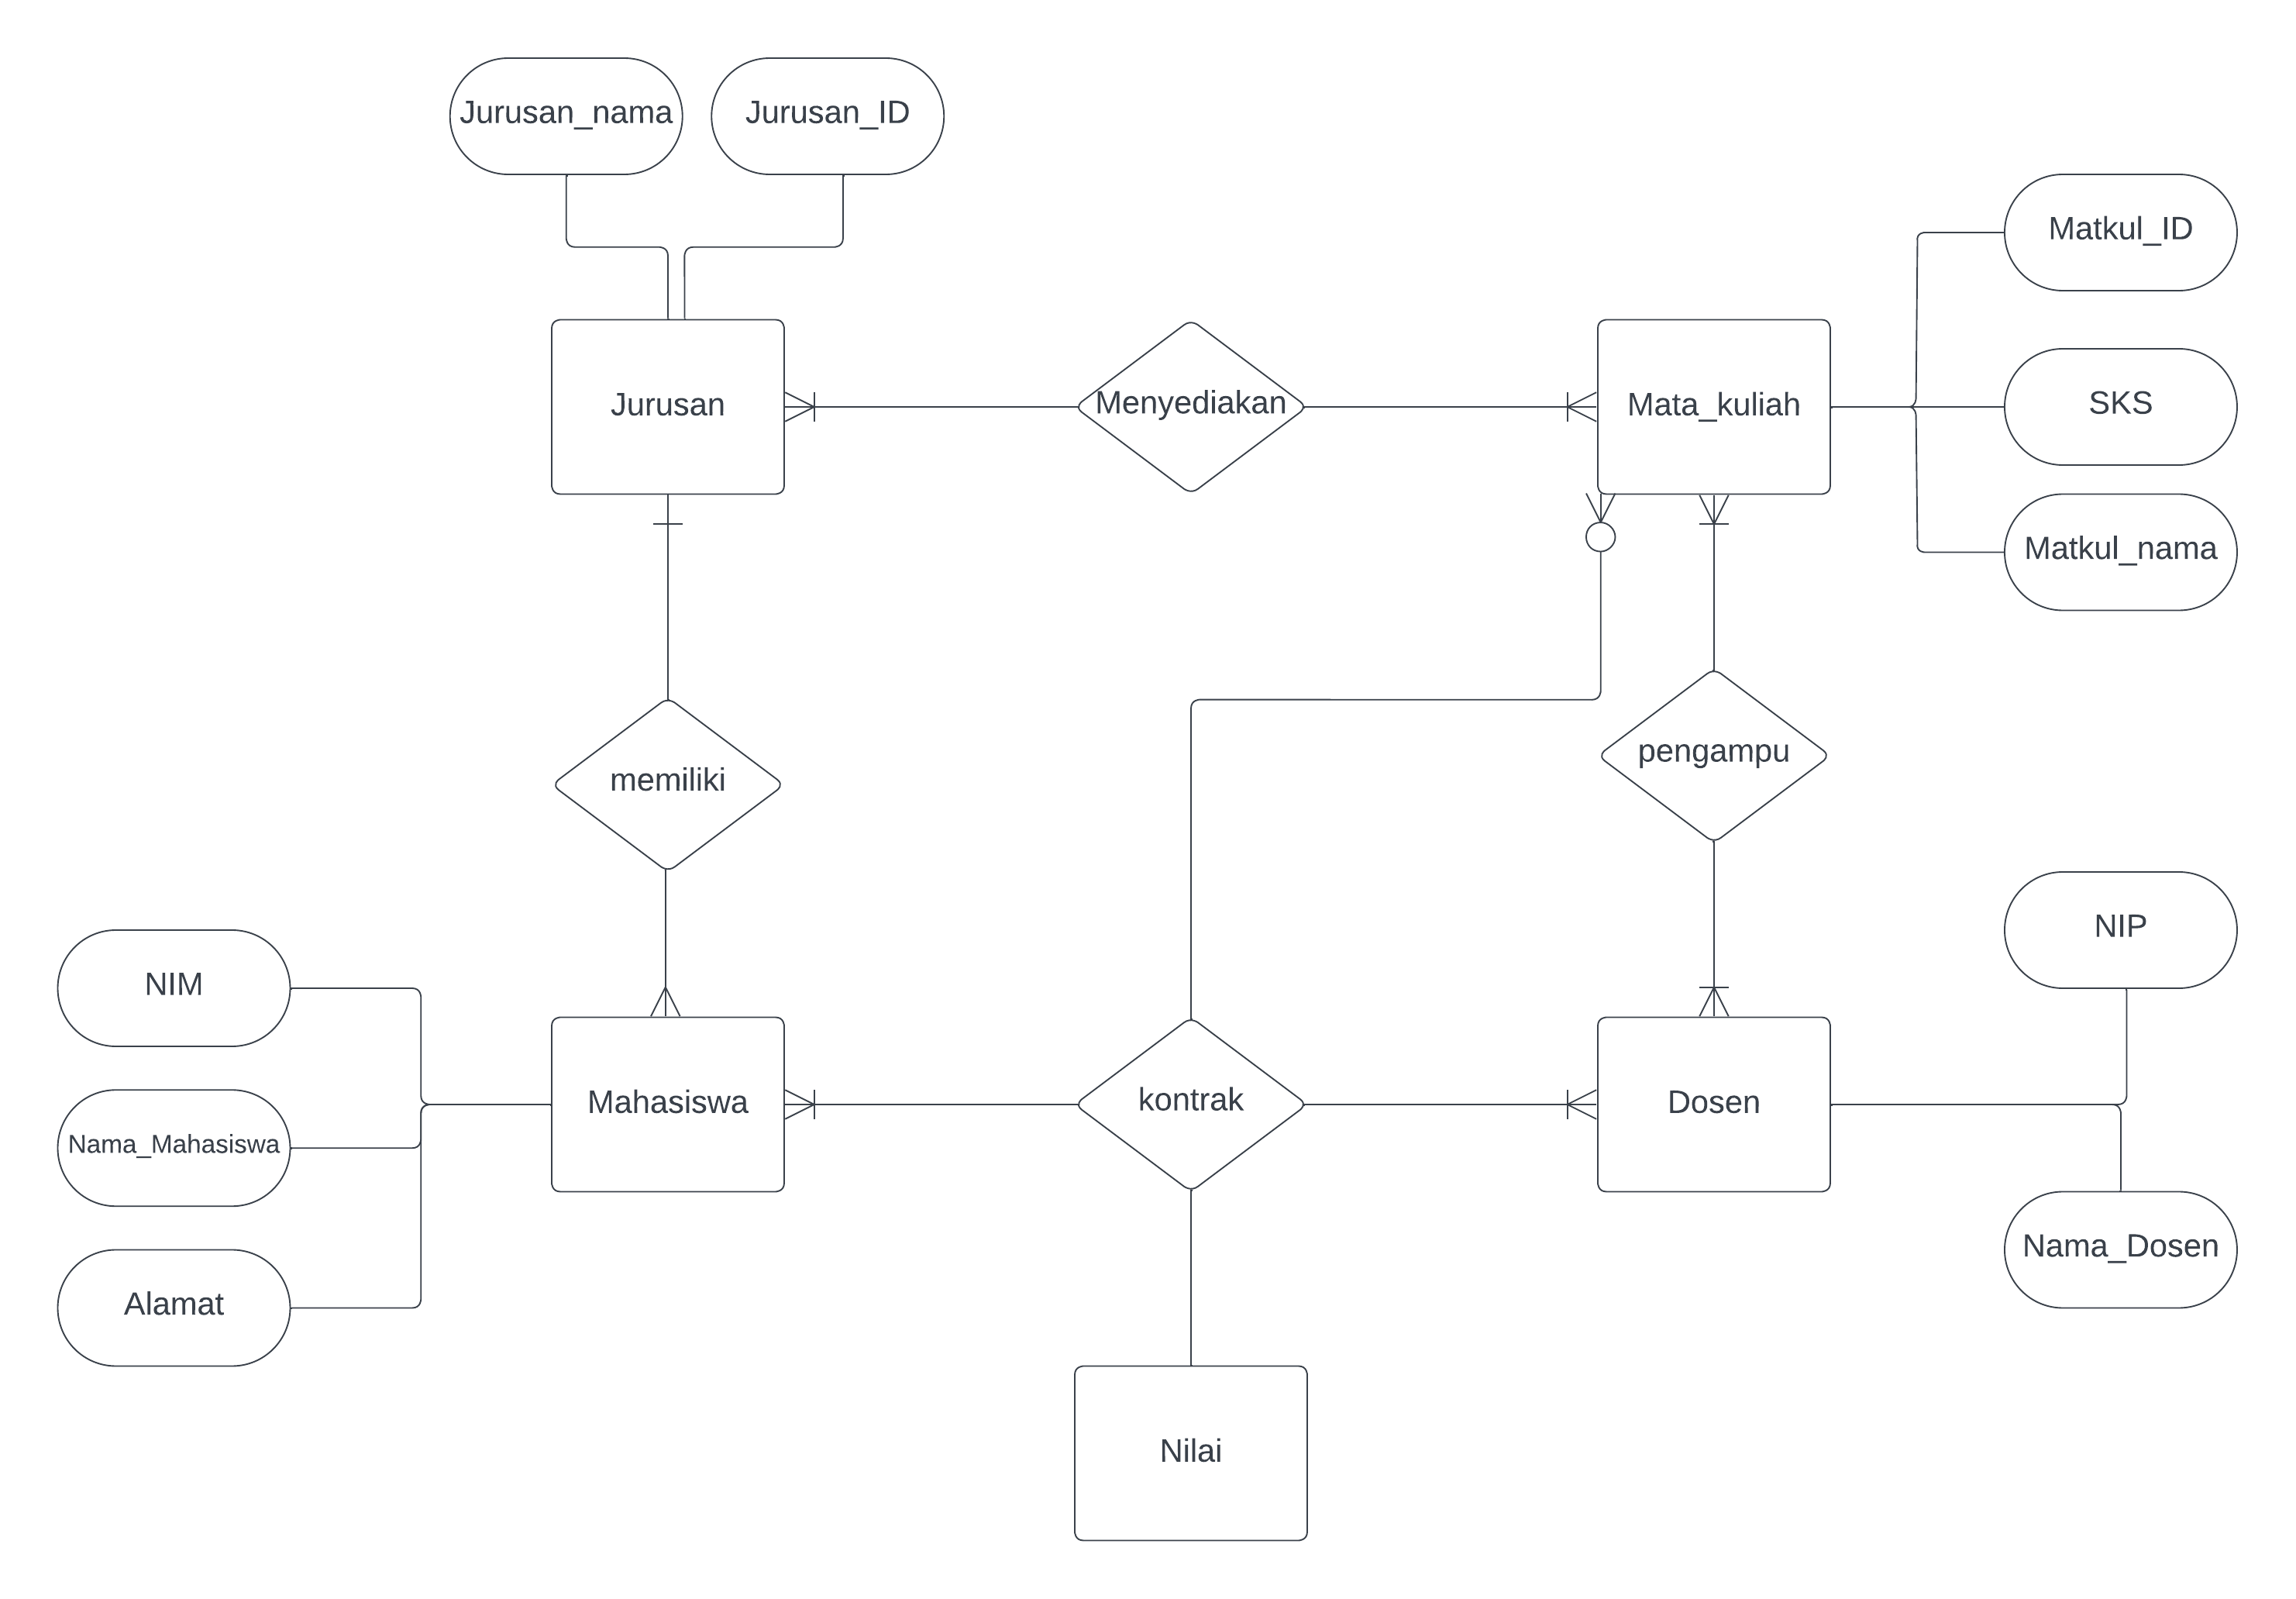 Jurusan_nama
Jurusan_ID
Matkul_ID
Jurusan
Menyediakan
Mata_kuliah
SKS
Matkul_nama
memiliki
pengampu
NIP
NIM
Mahasiswa
kontrak
Dosen
Nama_Mahasiswa
Nama_Dosen
Alamat
Nilai